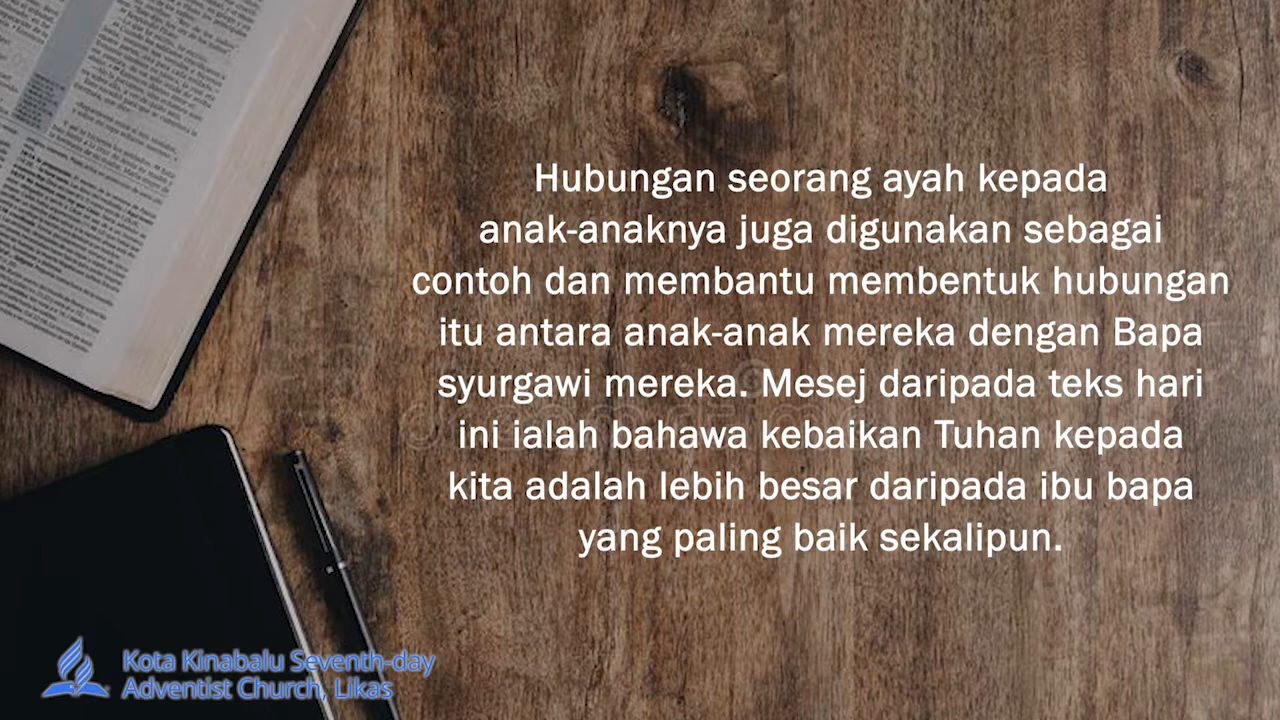 Hubungan seorang ayah kepada
anak-anaknya juga digunakan sebagai
contoh dan membantu membentuk hubungan
itu antara anak-anak mereka dengan Bapa
syurgawi mereka. Mesej daripada teks hari
ini ialah bahawa kebaikan Tuhan kepada
kita adalah lebih besar daripada ibu bapa
yang paling baik sekalipun.
Kota Kinabalu Seventh-day
Adventist Church, Likas